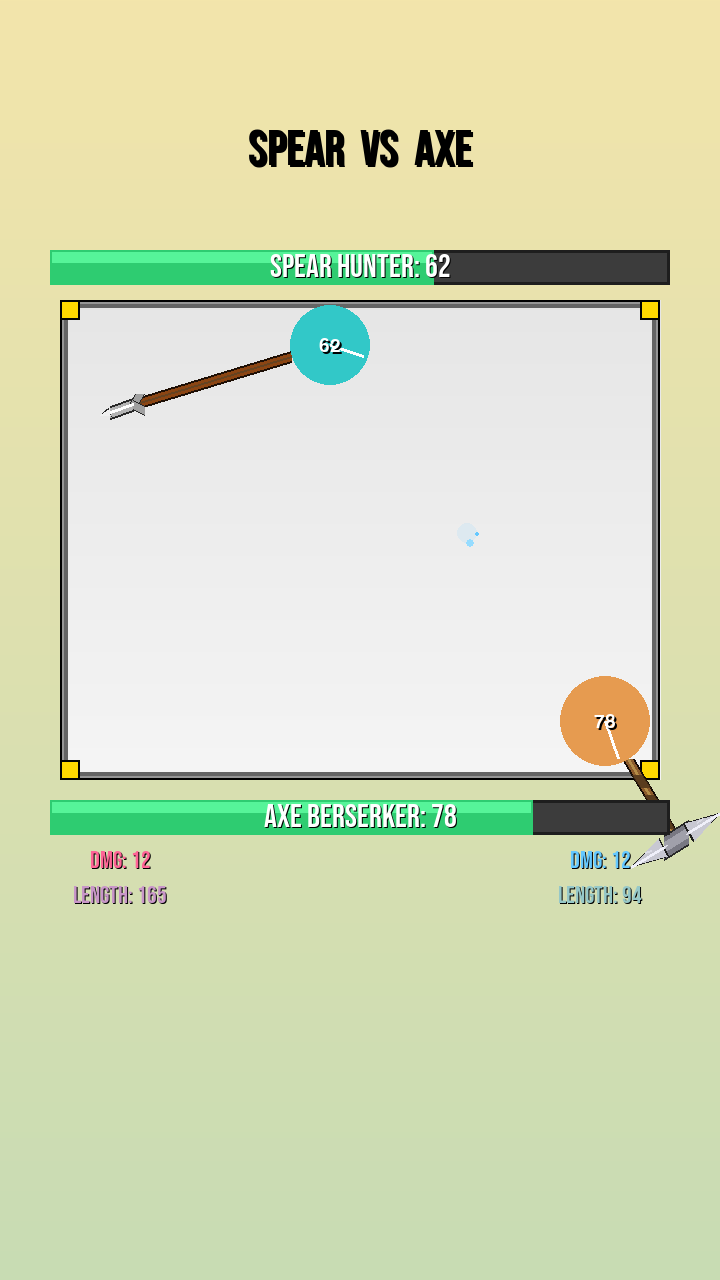 SPEAR VS AXE
SPEAR HUNTER: 62
62
78
AXE BERSERKER: 78
DMG: 12
DMG: 12
LENGTH: 165
LENGTH: 94